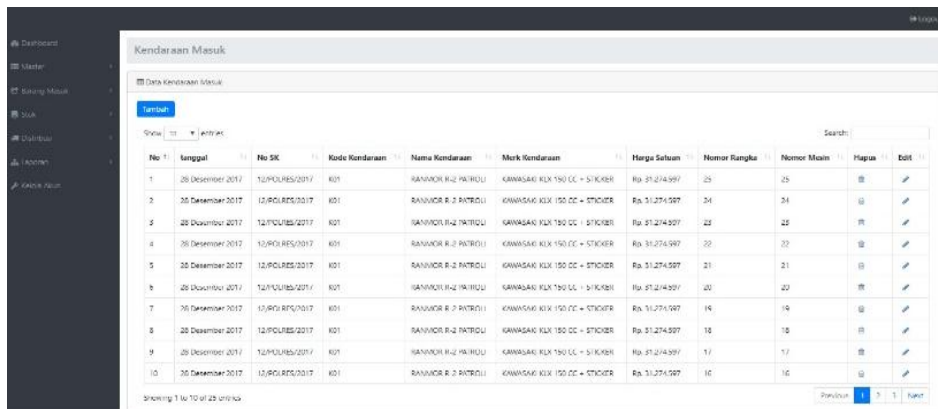 Logout
Dashboard
Master
Barang Masuk
Stok
Distribusi
Laporan
Kelola Akun
Kendaraan Masuk
Data Kendaraan Masuk
Tambah
Show 10 entries
Search:
No tanggal No SK Kode Kendaraan Nama Kendaraan Merk Kendaraan Harga Satuan Nomor Rangka Nomor Mesin Hapus Edit
1 28 Desember 2017 12/POLRES/2017 K01 RANMOR R-2 PATROLI KAWASAKI KLX 150 CC + STICKER Rp. 31.274.597 25 25
2 28 Desember 2017 12/POLRES/2017 K01 RANMOR R-2 PATROLI KAWASAKI KLX 150 CC + STICKER Rp. 31.274.597 24 24
3 28 Desember 2017 12/POLRES/2017 K01 RANMOR R-2 PATROLI KAWASAKI KLX 150 CC + STICKER Rp. 31.274.597 23 23
4 28 Desember 2017 12/POLRES/2017 K01 RANMOR R-2 PATROLI KAWASAKI KLX 150 CC + STICKER Rp. 31.274.597 22 22
5 28 Desember 2017 12/POLRES/2017 K01 RANMOR R-2 PATROLI KAWASAKI KLX 150 CC + STICKER Rp. 31.274.597 21 21
6 28 Desember 2017 12/POLRES/2017 K01 RANMOR R-2 PATROLI KAWASAKI KLX 150 CC + STICKER Rp. 31.274.597 20 20
7 28 Desember 2017 12/POLRES/2017 K01 RANMOR R-2 PATROLI KAWASAKI KLX 150 CC + STICKER Rp. 31.274.597 19 19
8 28 Desember 2017 12/POLRES/2017 K01 RANMOR R-2 PATROLI KAWASAKI KLX 150 CC + STICKER Rp. 31.274.597 18 18
9 28 Desember 2017 12/POLRES/2017 K01 RANMOR R-2 PATROLI KAWASAKI KLX 150 CC + STICKER Rp. 31.274.597 17 17
10 28 Desember 2017 12/POLRES/2017 K01 RANMOR R-2 PATROLI KAWASAKI KLX 150 CC + STICKER Rp. 31.274.597 16 16
Showing 1 to 10 of 25 entries
Previous 1 2 3 Next